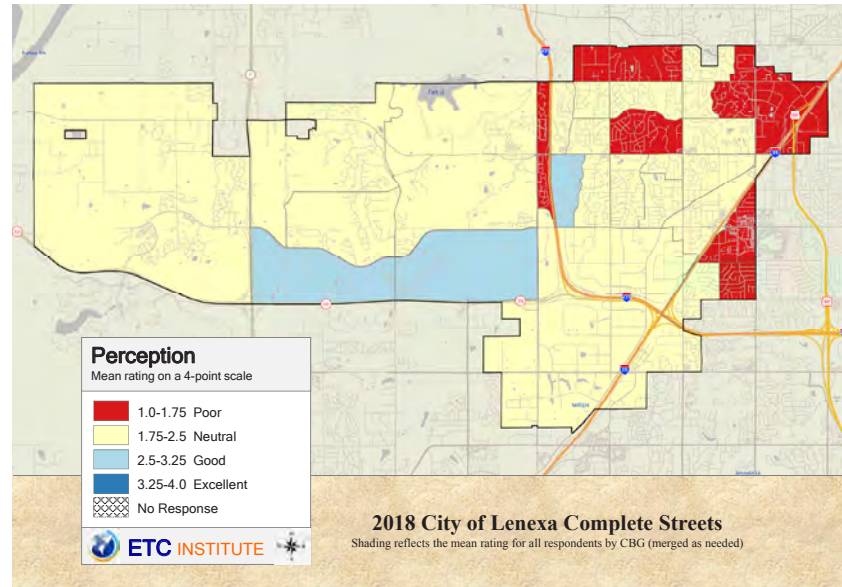 Perception
Mean rating on a 4-point scale
1.0-1.75 Poor
1.75-2.5 Neutral
2.5-3.25 Good
3.25-4.0 Excellent
No Response
ETC INSTITUTE
2018 City of Lenexa Complete Streets
Shading reflects the mean rating for all respondents by CBG (merged as needed)